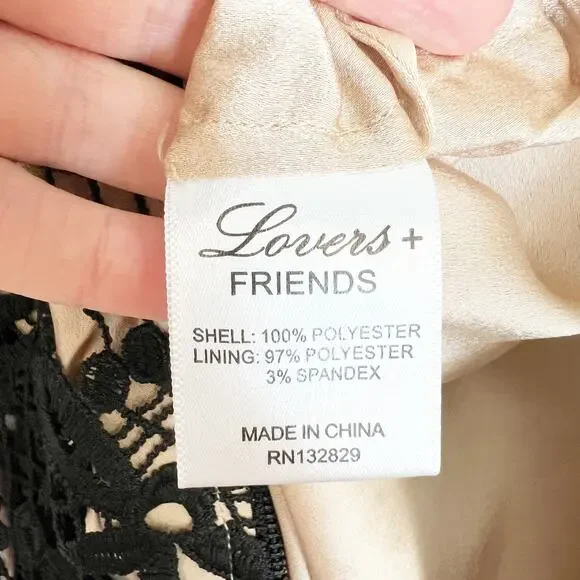 Lovers +
FRIENDS
SHELL: 100% POLYESTER
LINING: 97% POLYESTER
3% SPANDEX
MADE IN CHINA
RN132829